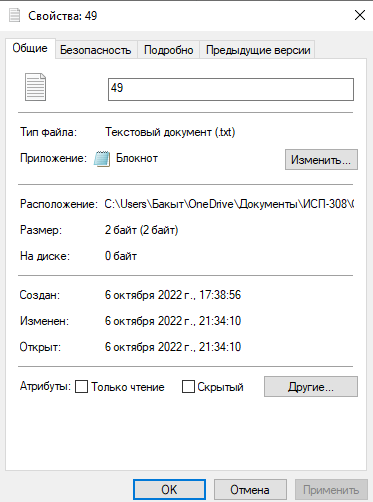 Свойства: 49
Общие Безопасность Подробно Предыдущие версии
49
Тип файла: Текстовый документ (.txt)
Приложение: Блокнот Изменить...
Расположение: C:\Users\Бакыт\OneDrive\Документы\ИСП-308\
Размер: 2 байт (2 байт)
На диске: 0 байт
Создан: 6 октября 2022 г., 17:38:56
Изменен: 6 октября 2022 г., 21:34:10
Открыт: 6 октября 2022 г., 21:34:10
Атрибуты: Только чтение Скрытый Другие...
OK Отмена Применить